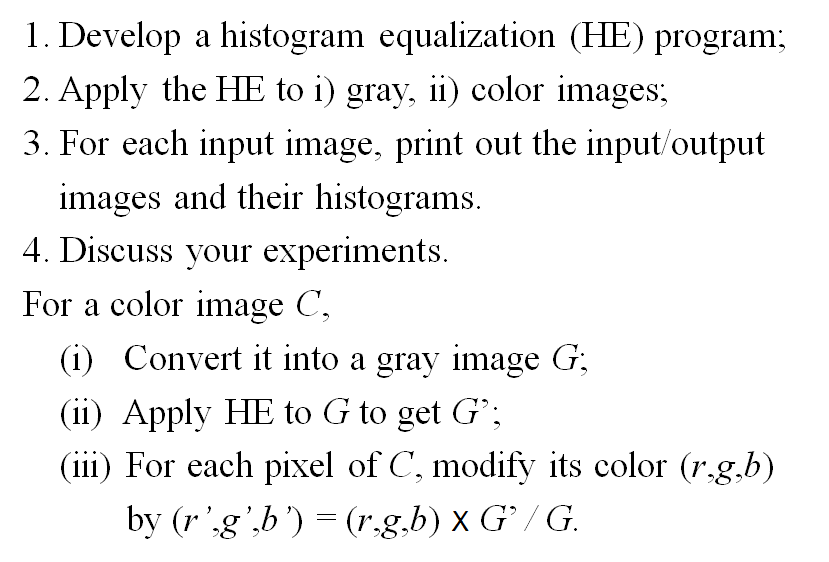 1. Develop a histogram equalization (HE) program;
2. Apply the HE to i) gray, ii) color images;
3. For each input image, print out the input/output
images and their histograms.
4. Discuss your experiments.
For a color image C,
(i) Convert it into a gray image G;
(ii) Apply HE to G to get G’;
(iii) For each pixel of C, modify its color (r,g,b)
by (r’,g’,b’) = (r,g,b) x G’ / G.